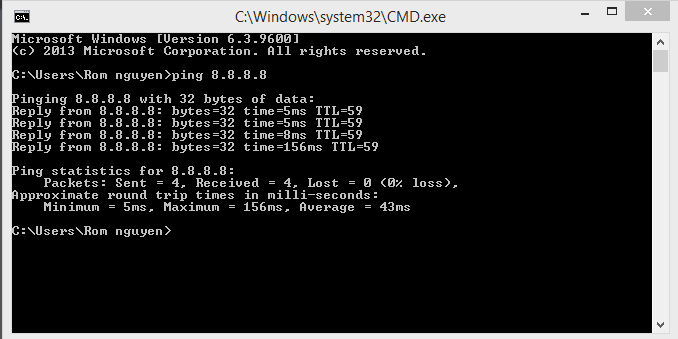 C:\Windows\system32\CMD.exe
Microsoft Windows [Version 6.3.9600]
(c) 2013 Microsoft Corporation. All rights reserved.
C:\Users\Rom nguyen>ping 8.8.8.8
Pinging 8.8.8.8 with 32 bytes of data:
Reply from 8.8.8.8: bytes=32 time=5ms TTL=59
Reply from 8.8.8.8: bytes=32 time=5ms TTL=59
Reply from 8.8.8.8: bytes=32 time=8ms TTL=59
Reply from 8.8.8.8: bytes=32 time=156ms TTL=59
Ping statistics for 8.8.8.8:
    Packets: Sent = 4, Received = 4, Lost = 0 (0% loss),
Approximate round trip times in milli-seconds:
    Minimum = 5ms, Maximum = 156ms, Average = 43ms
C:\Users\Rom nguyen>